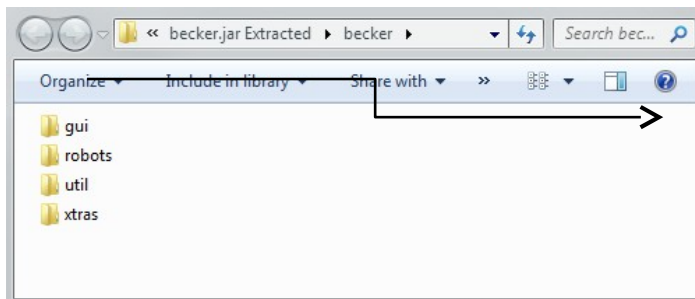 « becker.jar Extracted becker Search bec...
Organize Include in library Share with »
gui
robots
util
xtras